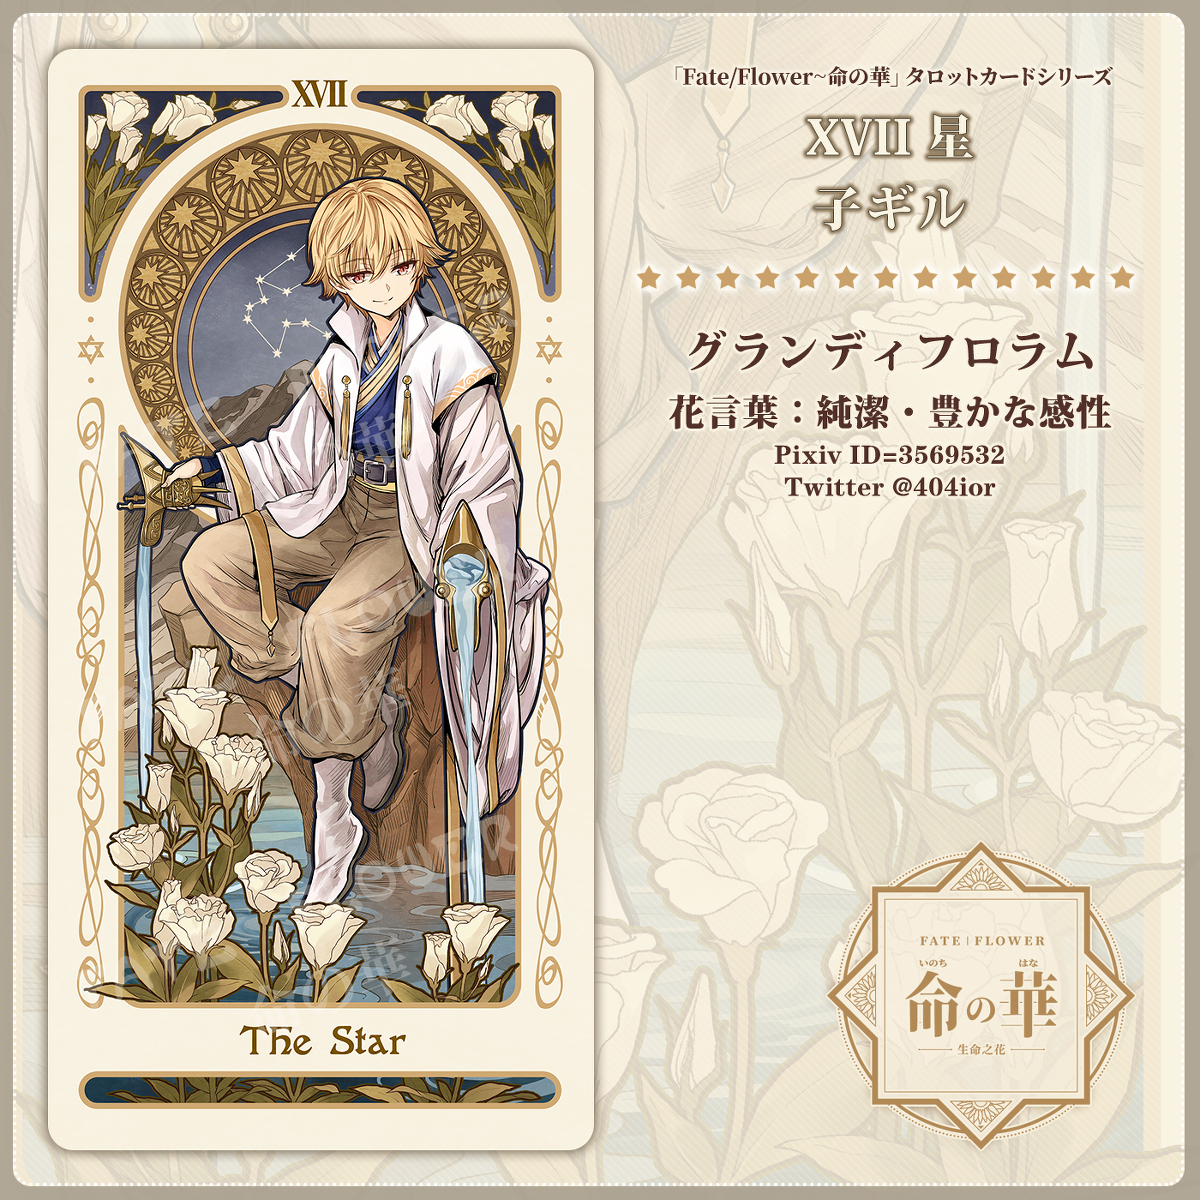 XVII
The Star
「Fate/Flower~命の華」タロットカードシリーズ
XVII 星
子ギル
グランディフロラム
花言葉：純潔・豊かな感性
Pixiv ID=3569532
Twitter @404ior
FATE | FLOWER
いのち はな
命の華
生命之花